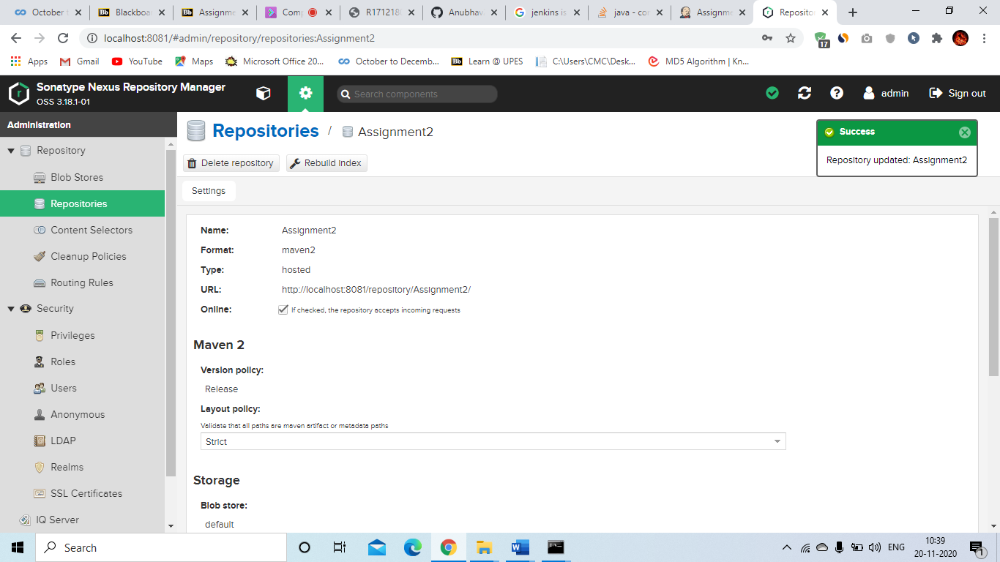 October t
Blackboa
Assignme
Comp
R171218
Anubhav
jenkins is
java - co
Assignme
Reposito
localhost:8081/#admin/repository/repositories:Assignment2
17
Apps
Gmail
YouTube
Maps
Microsoft Office 20...
October to Decemb...
Learn @ UPES
C:\Users\CMC\Desk...
MD5 Algorithm | Kn...
Sonatype Nexus Repository Manager
OSS 3.18.1-01
Search components
admin
Sign out
Administration
Repository
Blob Stores
Repositories
Content Selectors
Cleanup Policies
Routing Rules
Security
Privileges
Roles
Users
Anonymous
LDAP
Realms
SSL Certificates
IQ Server
Repositories / Assignment2
Delete repository
Rebuild index
Success
Repository updated: Assignment2
Settings
Name: Assignment2
Format: maven2
Type: hosted
URL: http://localhost:8081/repository/Assignment2/
Online: If checked, the repository accepts incoming requests
Maven 2
Version policy:
Release
Layout policy:
Validate that all paths are maven artifact or metadata paths
Strict
Storage
Blob store:
default
Search
ENG
10:39
20-11-2020
1